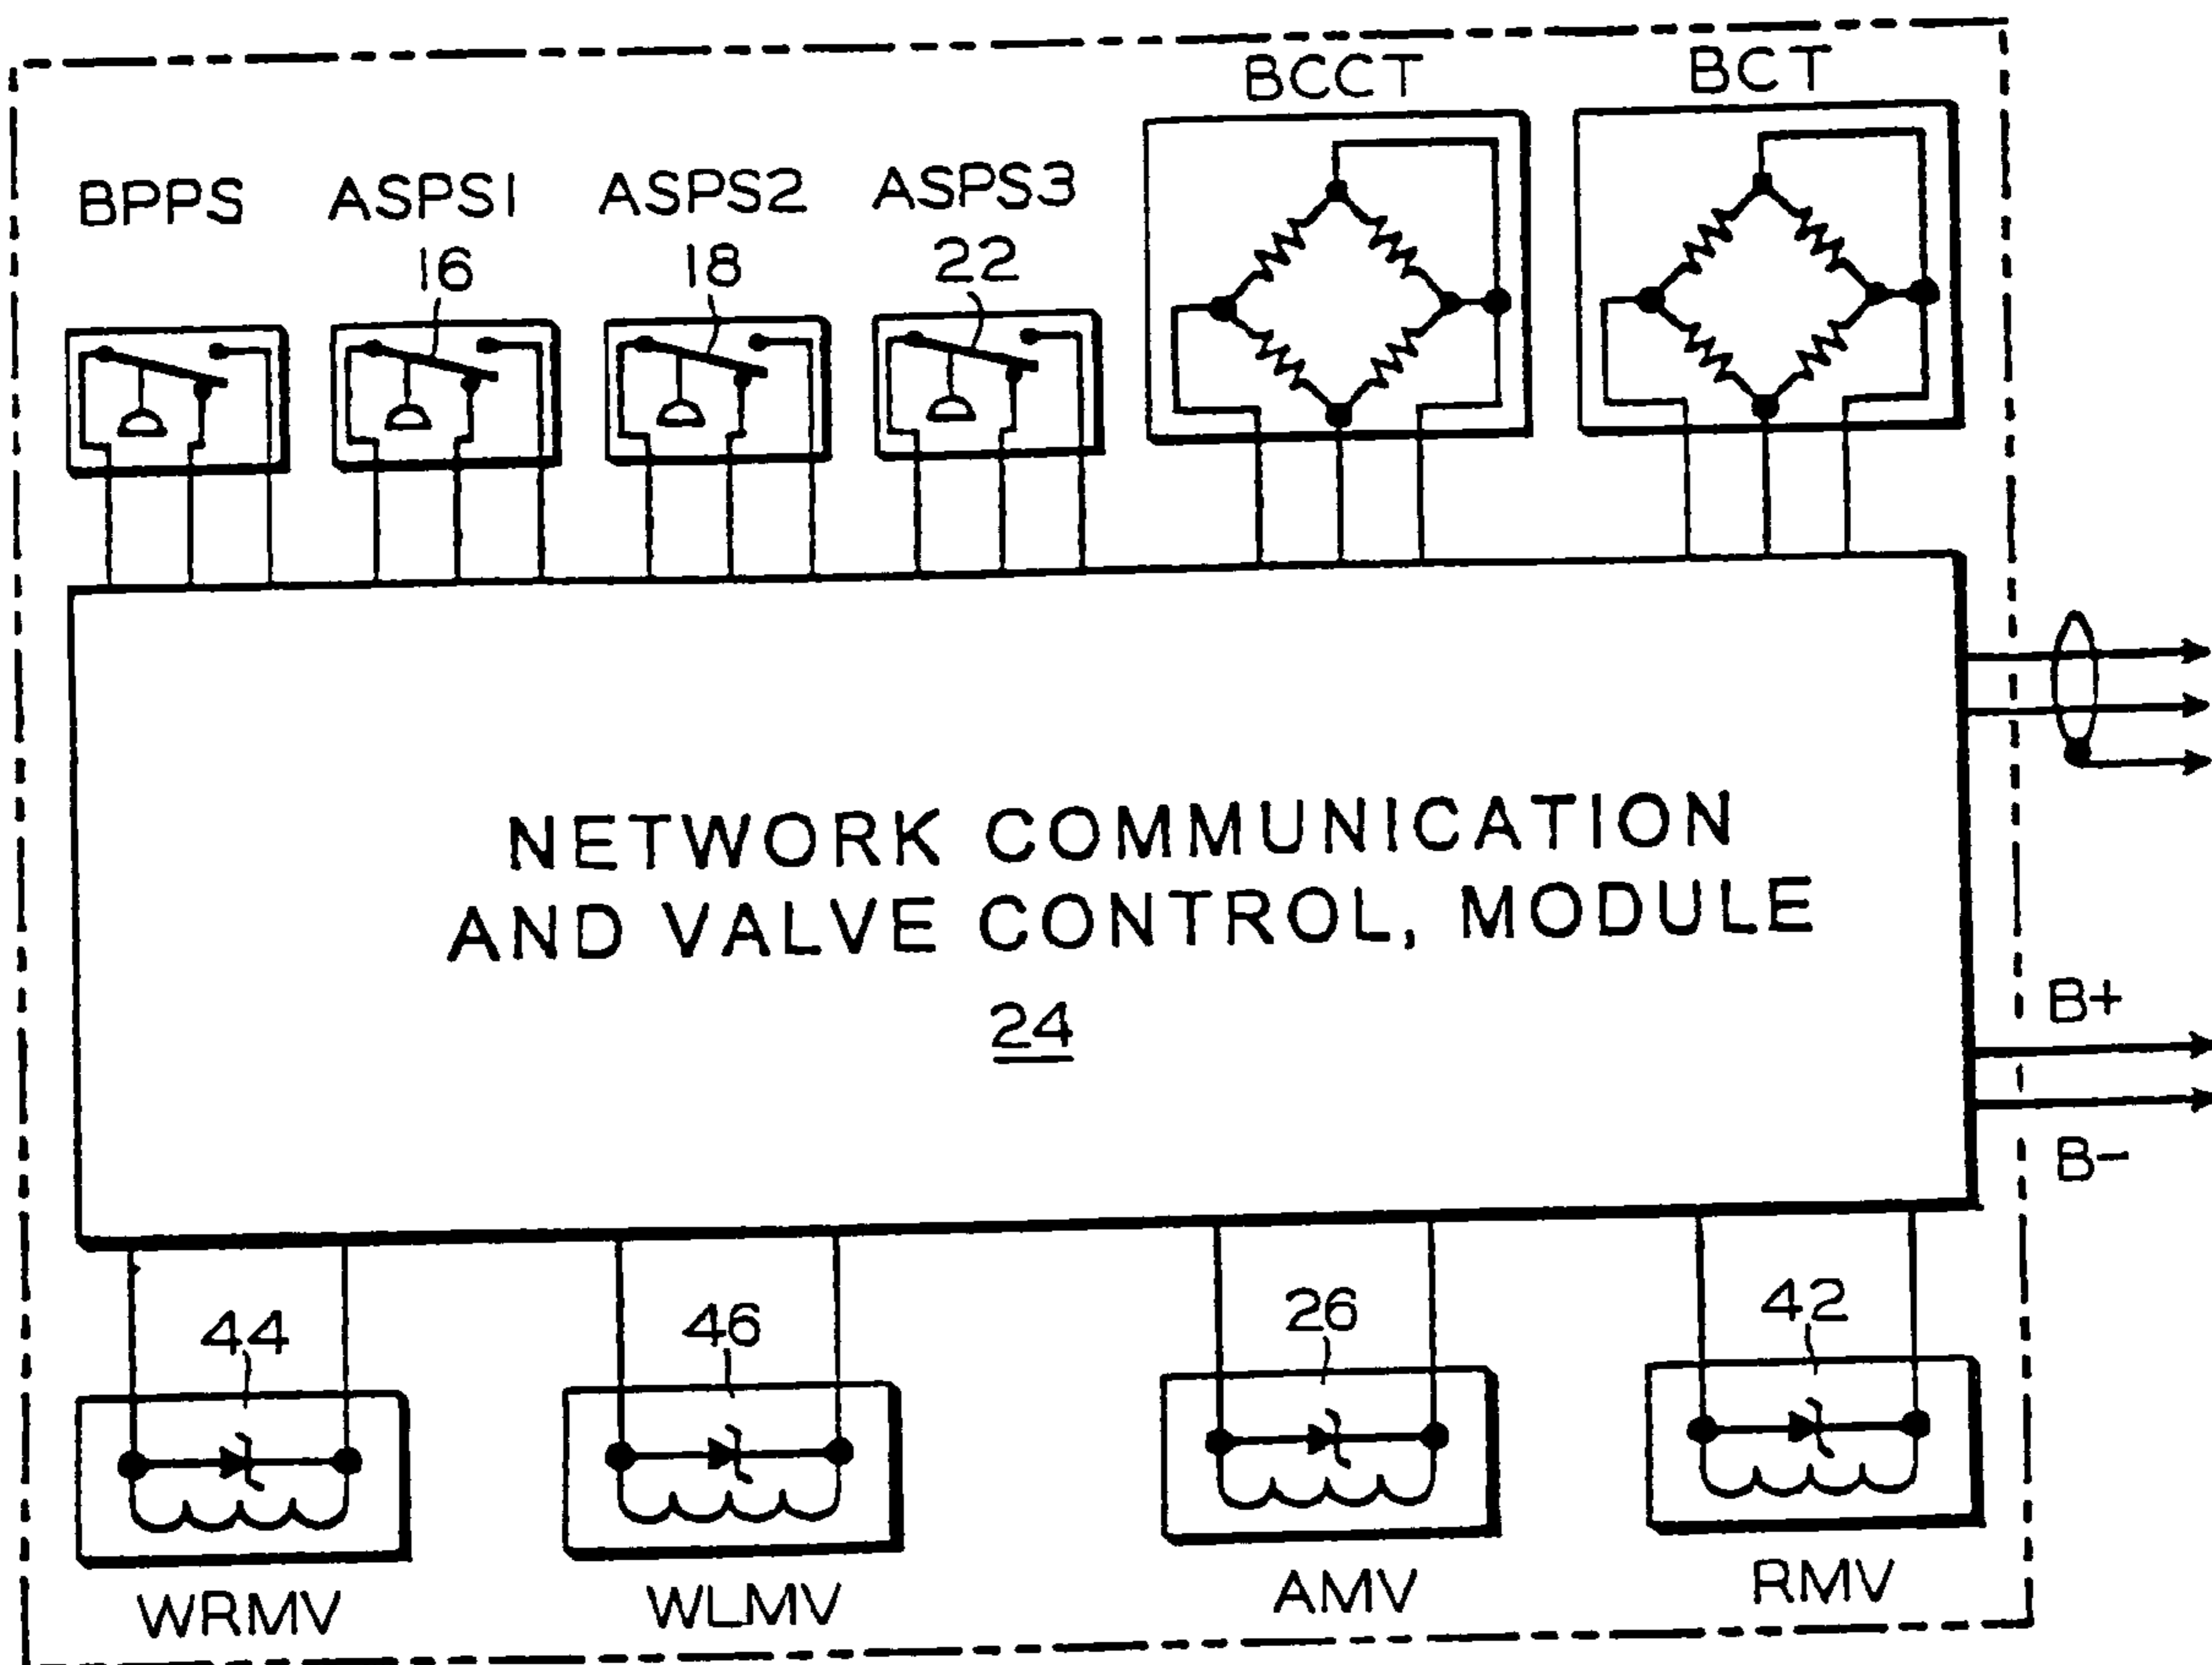 BCCT
BCT
BPPS
ASPS1
ASPS2
ASPS3
16
18
22
NETWORK COMMUNICATION
AND VALVE CONTROL, MODULE
24
B+
B-
44
46
26
42
WRMV
WLMV
AMV
RMV